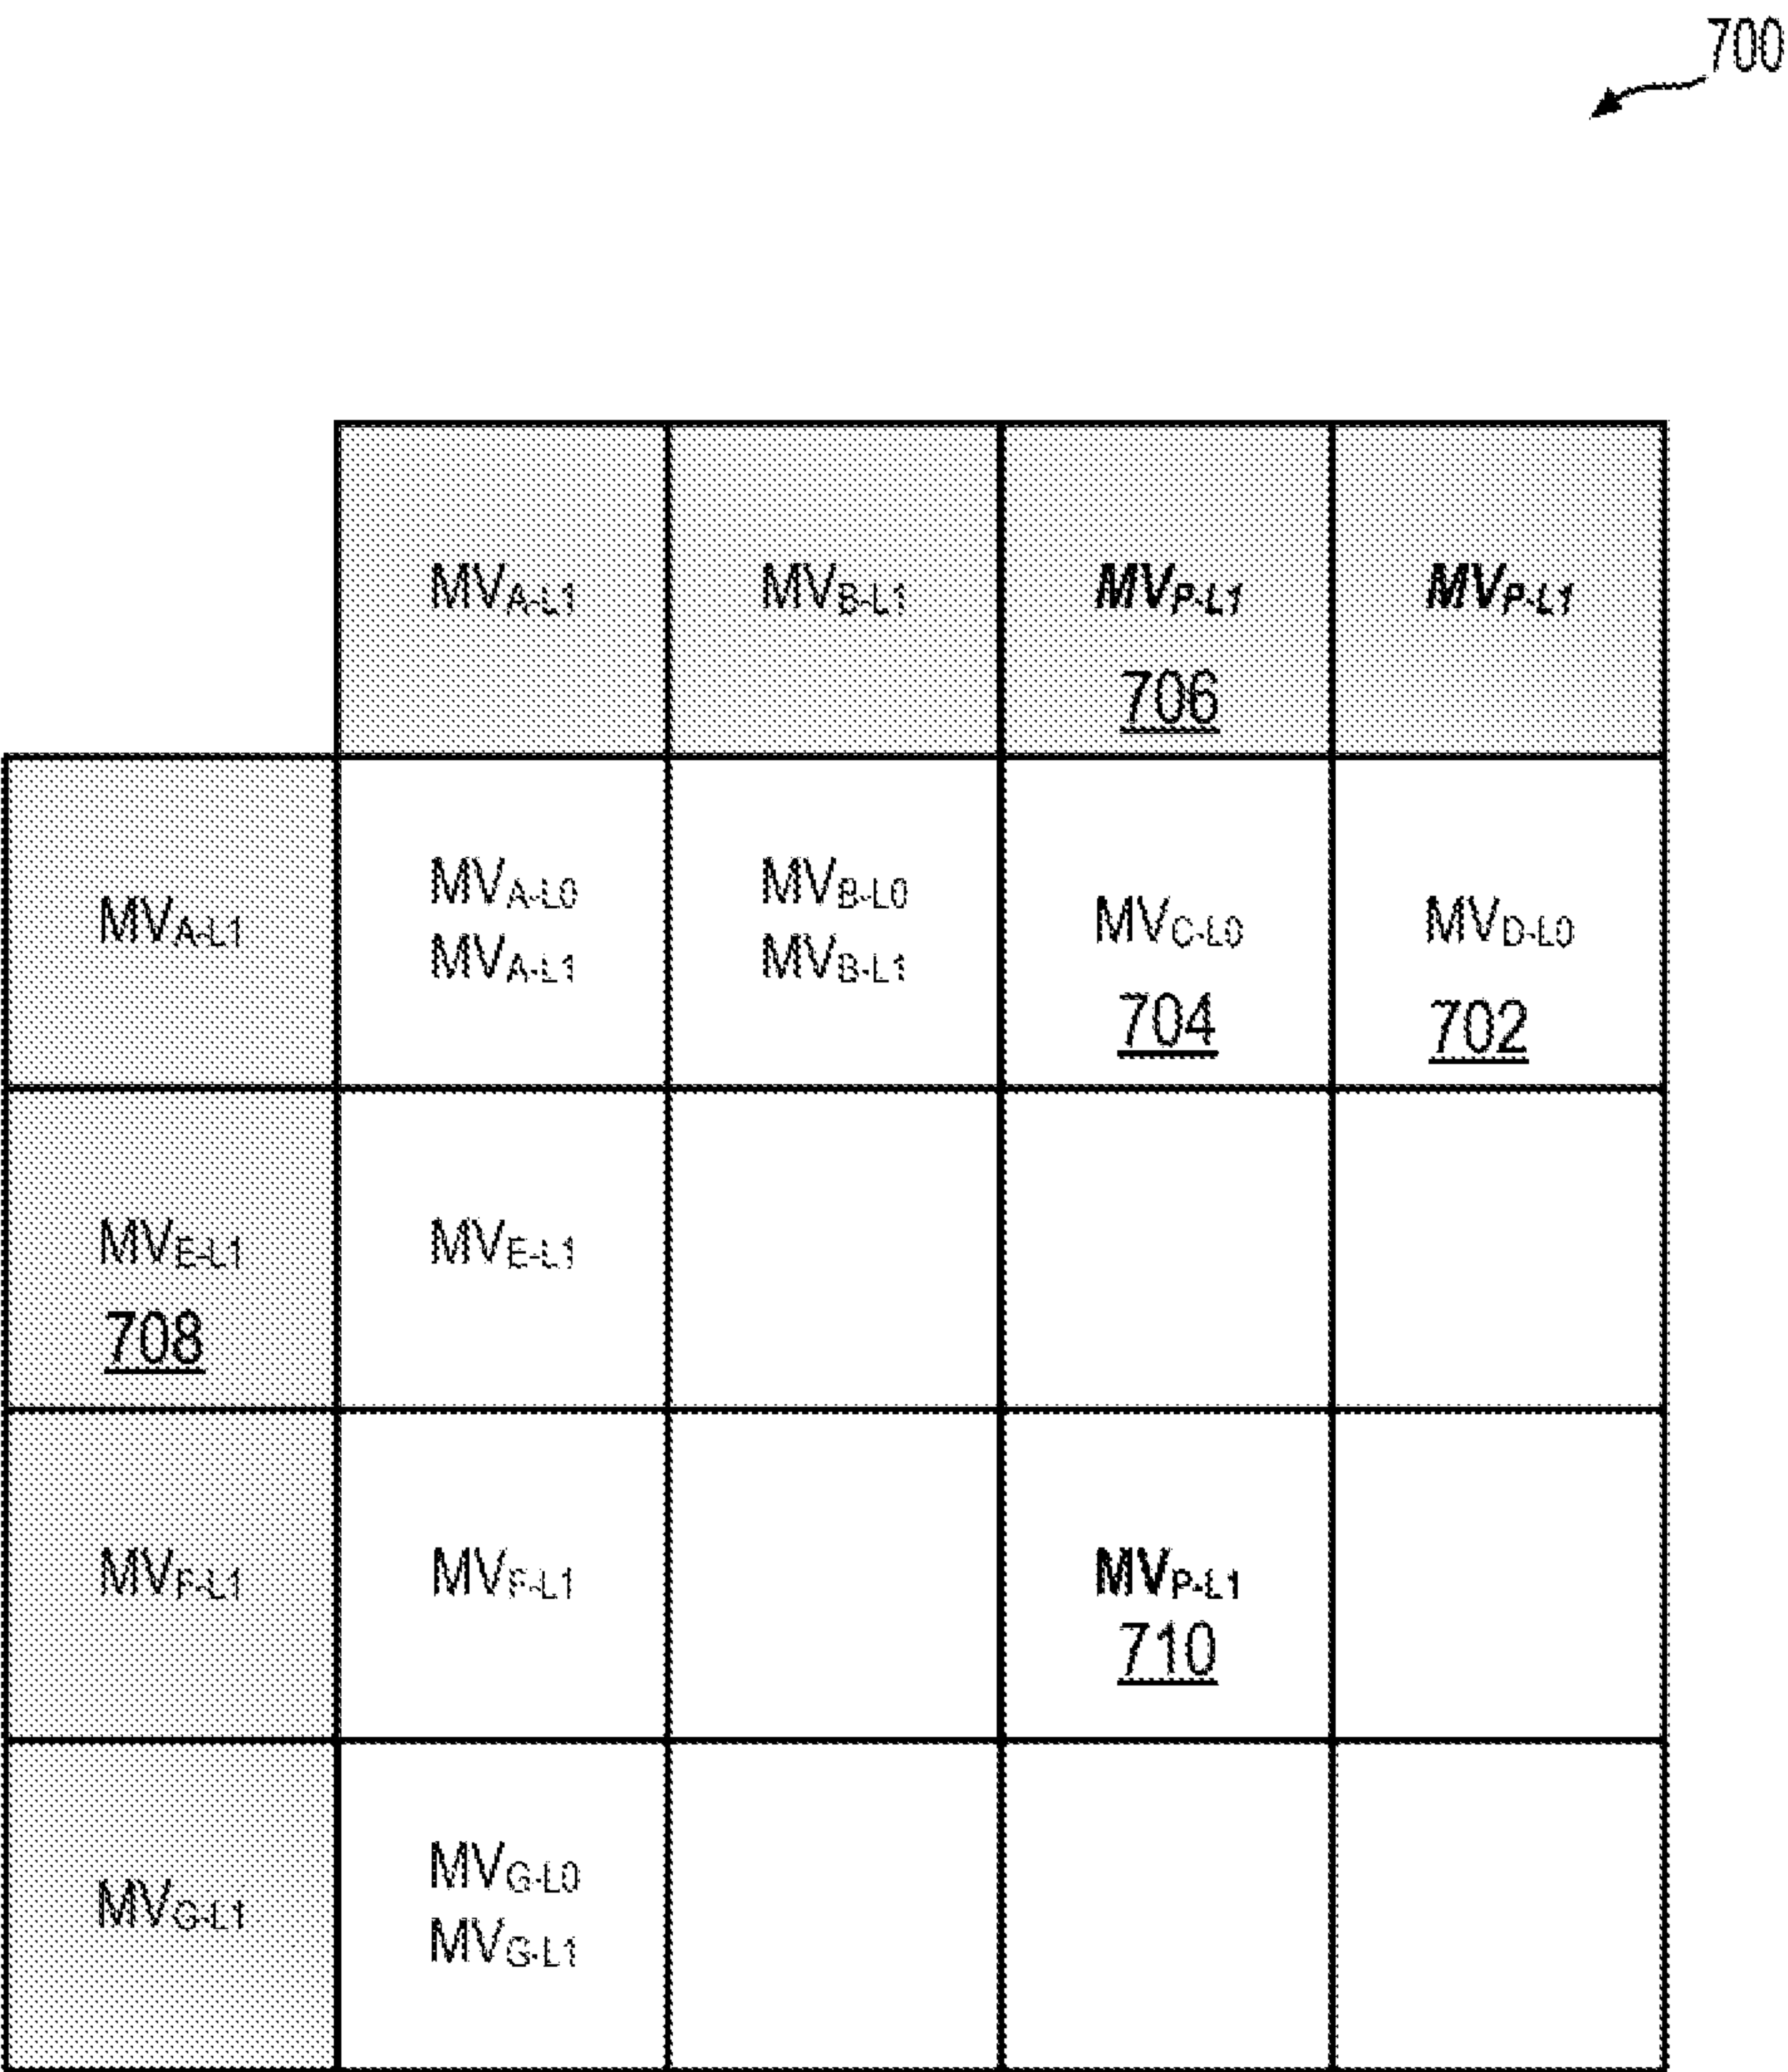 700
MVA-L1 MVB-L1 MVP-L1 MVP-L1
706
MVA-L1 MVA-L0 MVB-L0 MVC-L0 MVD-L0
MVA-L1 MVB-L1
704 702
MVE-L1 MVE-L1
708
MVF-L1 MVF-L1 MVP-L1
710
MVG-L1 MVG-L0
MVG-L1